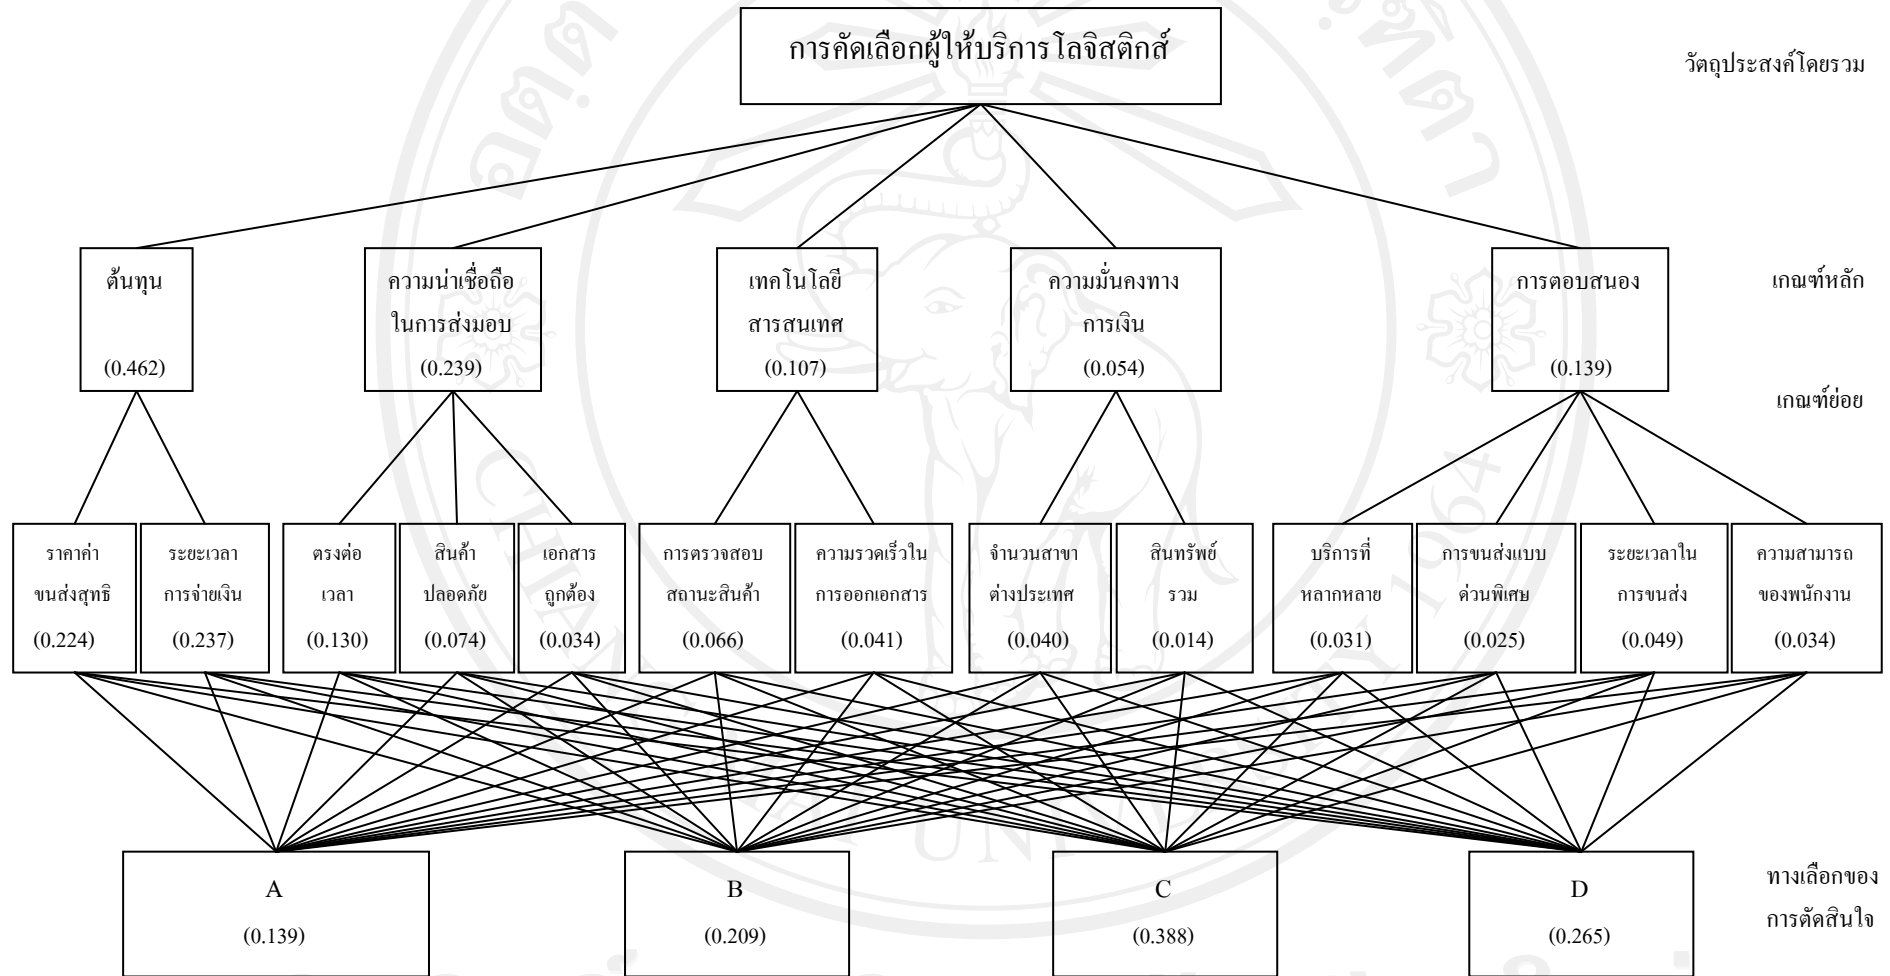 การคัดเลือกผู้ให้บริการโลจิสติกส์
วัตถุประสงค์โดยรวม
ต้นทุน
(0.462)
ความน่าเชื่อถือ
ในการส่งมอบ
(0.239)
เทคโนโลยี
สารสนเทศ
(0.107)
ความมั่นคงทาง
การเงิน
(0.054)
การตอบสนอง
(0.139)
เกณฑ์หลัก
เกณฑ์ย่อย
ราคาค่า
ขนส่งสุทธิ
(0.224)
ระยะเวลา
การจ่ายเงิน
(0.237)
ตรงต่อ
เวลา
(0.130)
สินค้า
ปลอดภัย
(0.074)
เอกสาร
ถูกต้อง
(0.034)
การตรวจสอบ
สถานะสินค้า
(0.066)
ความรวดเร็วใน
การออกเอกสาร
(0.041)
จำนวนสาขา
ต่างประเทศ
(0.040)
สินทรัพย์
รวม
(0.014)
บริการที่
หลากหลาย
(0.031)
การขนส่งแบบ
ด่วนพิเศษ
(0.025)
ระยะเวลาใน
การขนส่ง
(0.049)
ความสามารถ
ของพนักงาน
(0.034)
A
(0.139)
B
(0.209)
C
(0.388)
D
(0.265)
ทางเลือกของ
การตัดสินใจ
CHIANG MAI UNIVERSITY 1964